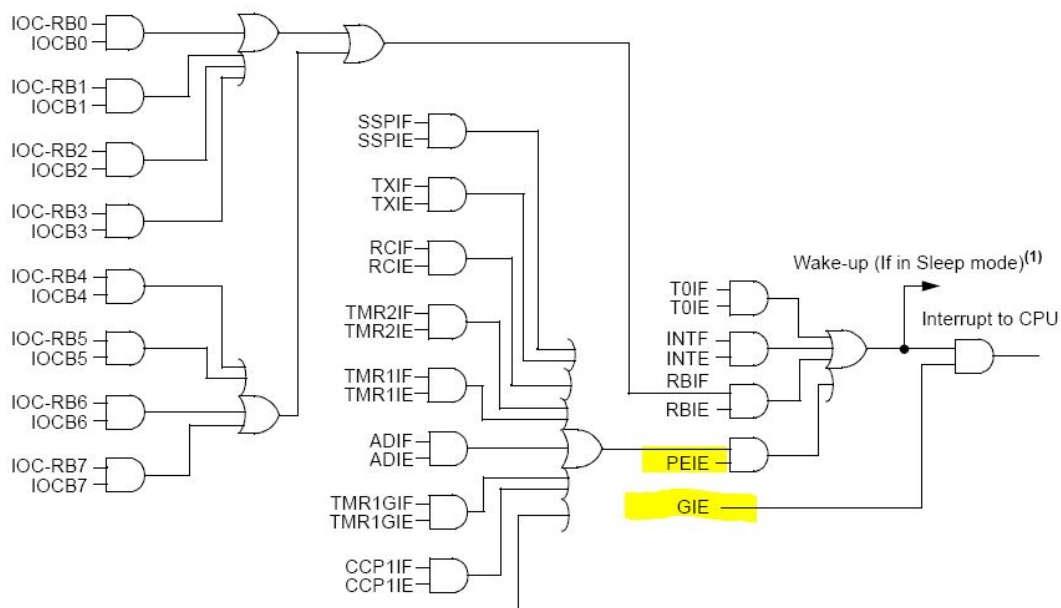 IOC-RB0
IOCB0
IOC-RB1
IOCB1
IOC-RB2
IOCB2
IOC-RB3
IOCB3
IOC-RB4
IOCB4
IOC-RB5
IOCB5
IOC-RB6
IOCB6
IOC-RB7
IOCB7
SSPIF
SSPIE
TXIF
TXIE
RCIF
RCIE
TMR2IF
TMR2IE
TMR1IF
TMR1IE
ADIF
ADIE
TMR1GIF
TMR1GIE
CCP1IF
CCP1IE
Wake-up (If in Sleep mode)(1)
T0IF
T0IE
Interrupt to CPU
INTF
INTE
RBIF
RBIE
PEIE
GIE